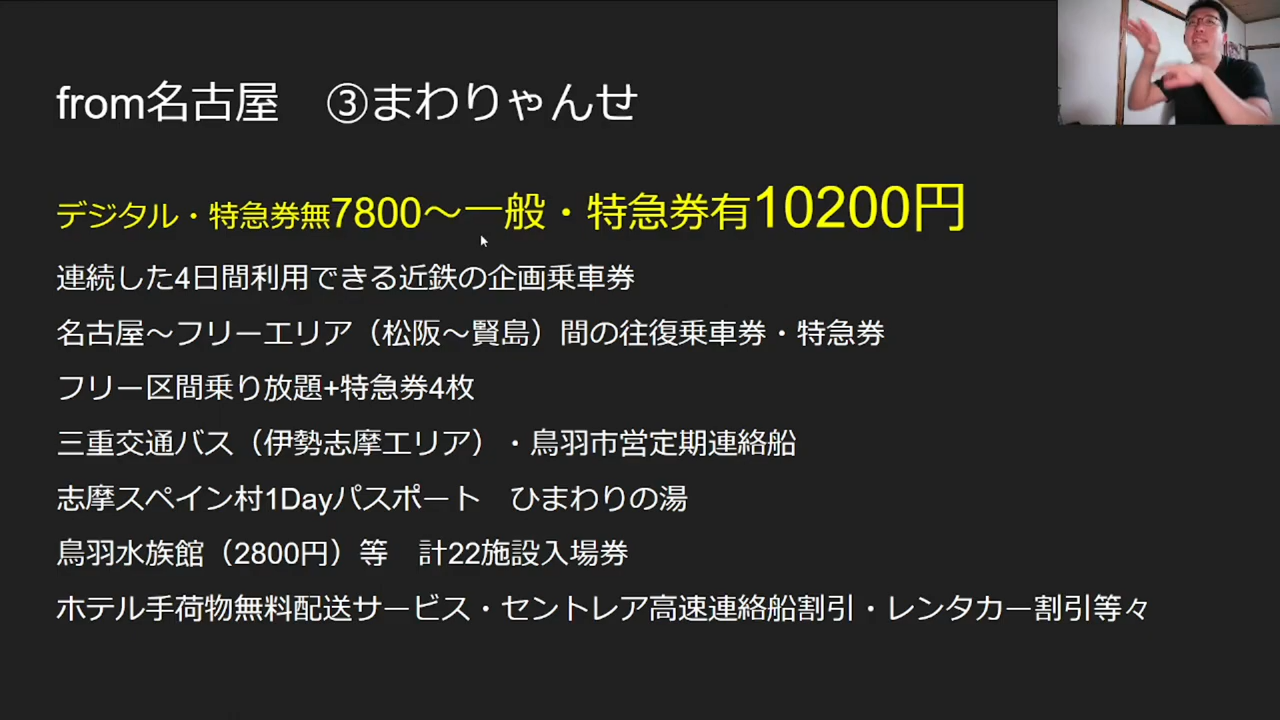 from名古屋　③まわりゃんせ
デジタル・特急券無7800～一般・特急券有10200円
連続した4日間利用できる近鉄の企画乗車券
名古屋～フリーエリア（松阪～賢島）間の往復乗車券・特急券
フリー区間乗り放題+特急券4枚
三重交通バス（伊勢志摩エリア）・鳥羽市営定期連絡船
志摩スペイン村1Dayパスポート　ひまわりの湯
鳥羽水族館（2800円）等　計22施設入場券
ホテル手荷物無料配送サービス・セントレア高速連絡船割引・レンタカー割引等々